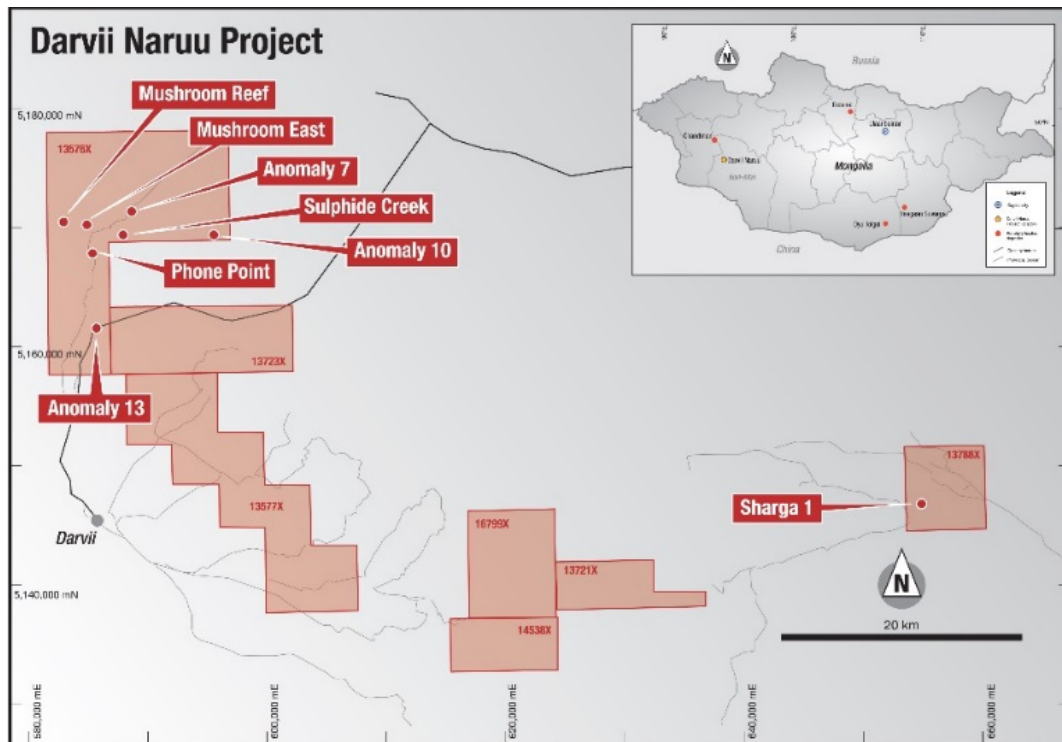 Darvii Naruu Project
Mushroom Reef
Mushroom East
Anomaly 7
Sulphide Creek
Anomaly 10
Phone Point
Anomaly 13
Sharga 1
Darvii
13576X
13723X
13577X
16799X
13721X
14538X
13788X
5,180,000 mN
5,160,000 mN
5,140,000 mN
580,000 mE
600,000 mE
620,000 mE
640,000 mE
660,000 mE
N
20 km
N
Russia
Mongolia
China
Ulaanbaatar
Erdenet
Oyu Tolgoi
Legend